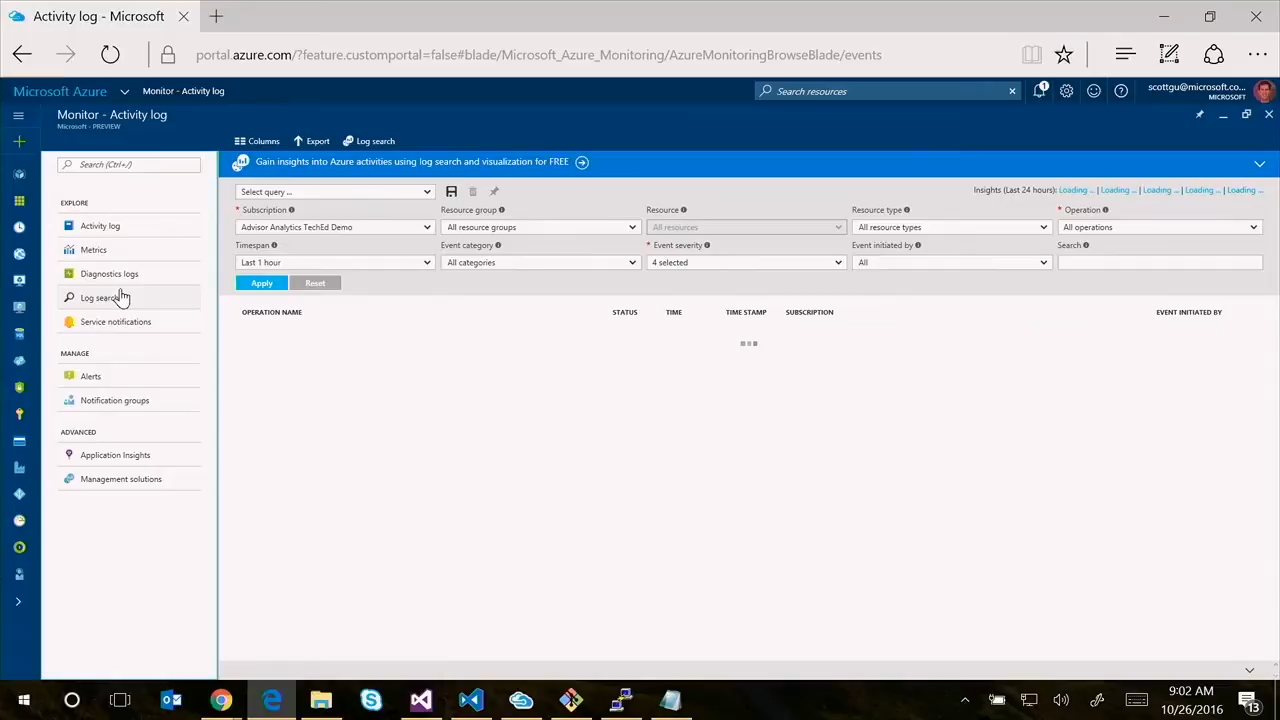 Activity log - Microsoft
portal.azure.com/?feature.customportal=false#blade/Microsoft_Azure_Monitoring/AzureMonitoringBrowseBlade/events
Microsoft Azure
Monitor - Activity log
Search resources
1
scottgu@microsoft.co...
MICROSOFT
Monitor - Activity log
Microsoft - PREVIEW
Columns
Export
Log search
Search (Ctrl+/)
EXPLORE
Activity log
Metrics
Diagnostics logs
Log search
Service notifications
MANAGE
Alerts
Notification groups
ADVANCED
Application Insights
Management solutions
Gain insights into Azure activities using log search and visualization for FREE
Select query ...
Insights (Last 24 hours): Loading ... | Loading ... | Loading ... | Loading ... | Loading ...
* Subscription
Resource group
Resource
Resource type
* Operation
Advisor Analytics TechEd Demo
All resource groups
All resources
All resource types
All operations
Timespan
Event category
* Event severity
Event initiated by
Search
Last 1 hour
All categories
4 selected
All
Apply
Reset
OPERATION NAME
STATUS
TIME
TIME STAMP
SUBSCRIPTION
EVENT INITIATED BY
9:02 AM
10/26/2016
13